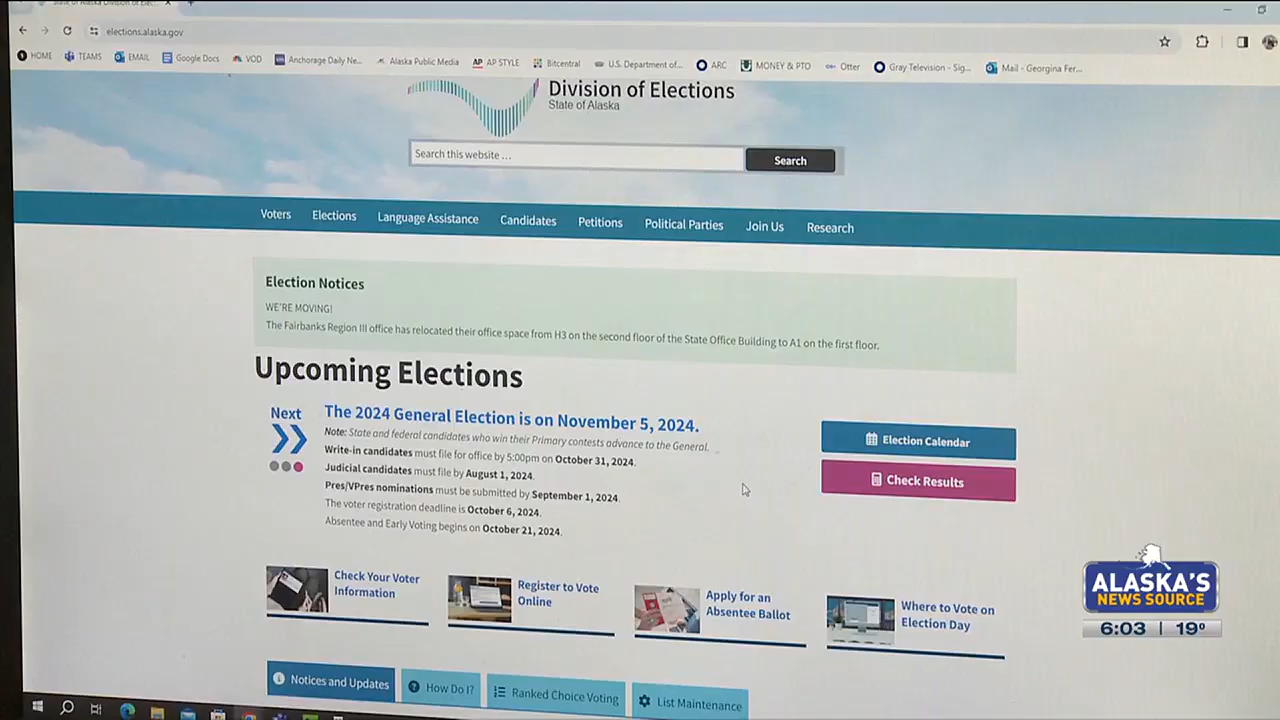 State of Alaska Division of Elec...
elections.alaska.gov
HOME TEAMS EMAIL Google Docs VOD Anchorage Daily Ne... Alaska Public Media AP STYLE Bitcentral U.S. Department of... ARC MONEY & PTO Otter Gray Television - Sig... Mail - Georgina Fer...
Division of Elections
State of Alaska
Search this website ...
Search
Voters Elections Language Assistance Candidates Petitions Political Parties Join Us Research
Election Notices
WE'RE MOVING!
The Fairbanks Region III office has relocated their office space from H3 on the second floor of the State Office Building to A1 on the first floor.
Upcoming Elections
Next
The 2024 General Election is on November 5, 2024.
Note: State and federal candidates who win their Primary contests advance to the General.
Write-in candidates must file for office by 5:00pm on October 31, 2024.
Judicial candidates must file by August 1, 2024.
Pres/VPres nominations must be submitted by September 1, 2024.
The voter registration deadline is October 6, 2024.
Absentee and Early Voting begins on October 21, 2024.
Election Calendar
Check Results
Check Your Voter
Information
Register to Vote
Online
Apply for an
Absentee Ballot
Where to Vote on
Election Day
Notices and Updates
How Do I?
Ranked Choice Voting
List Maintenance
ALASKA'S
NEWS SOURCE
6:03 | 19°